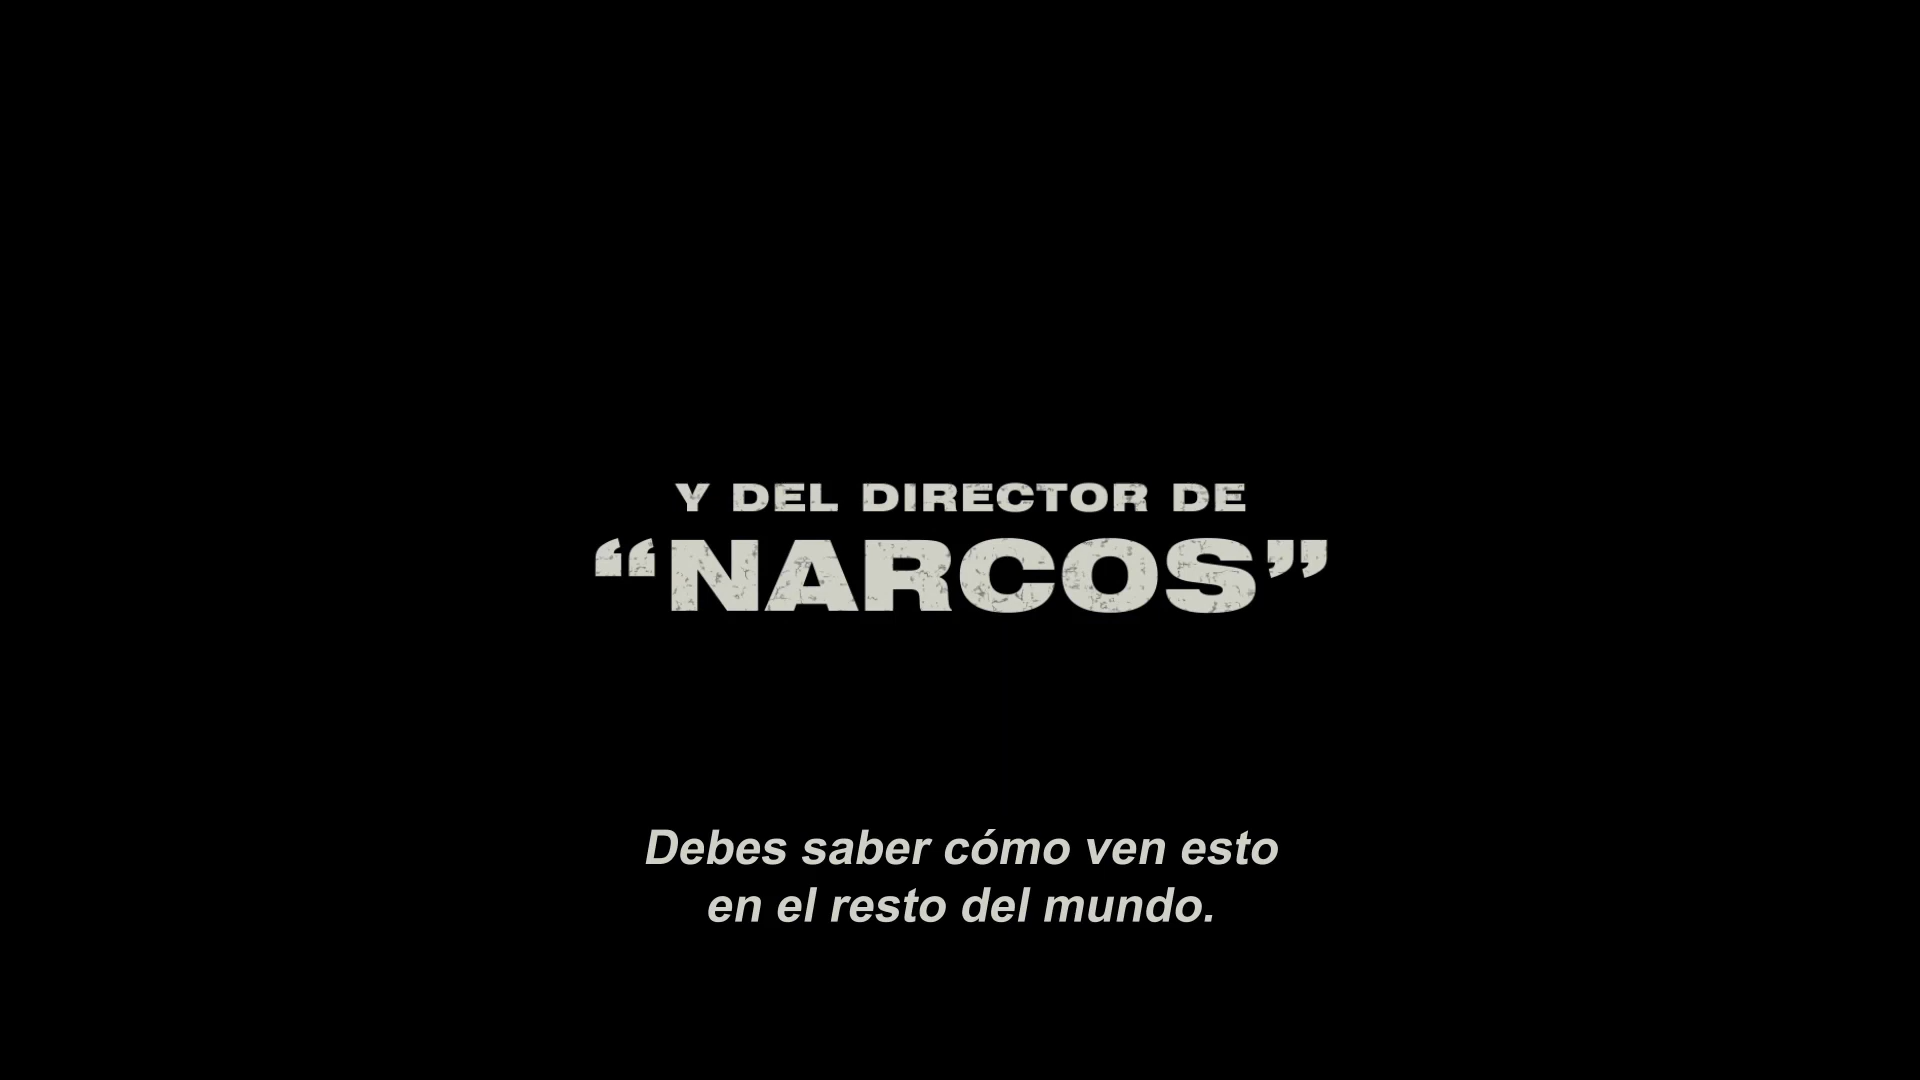 Y DEL DIRECTOR DE
“NARCOS”
Debes saber cómo ven esto
en el resto del mundo.